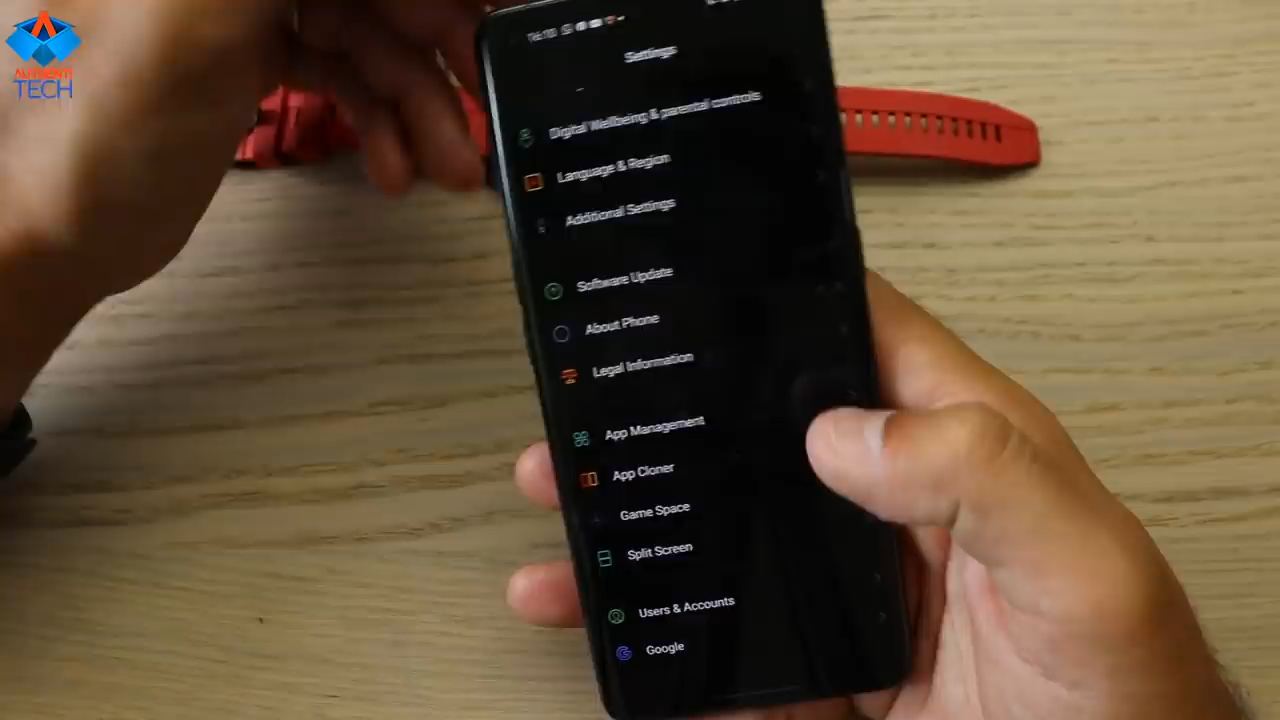 AUTHENTI
TECH
Settings
Digital Wellbeing & parental controls
Language & Region
Additional Settings
Software Update
About Phone
Legal Information
App Management
App Cloner
Game Space
Split Screen
Users & Accounts
Google